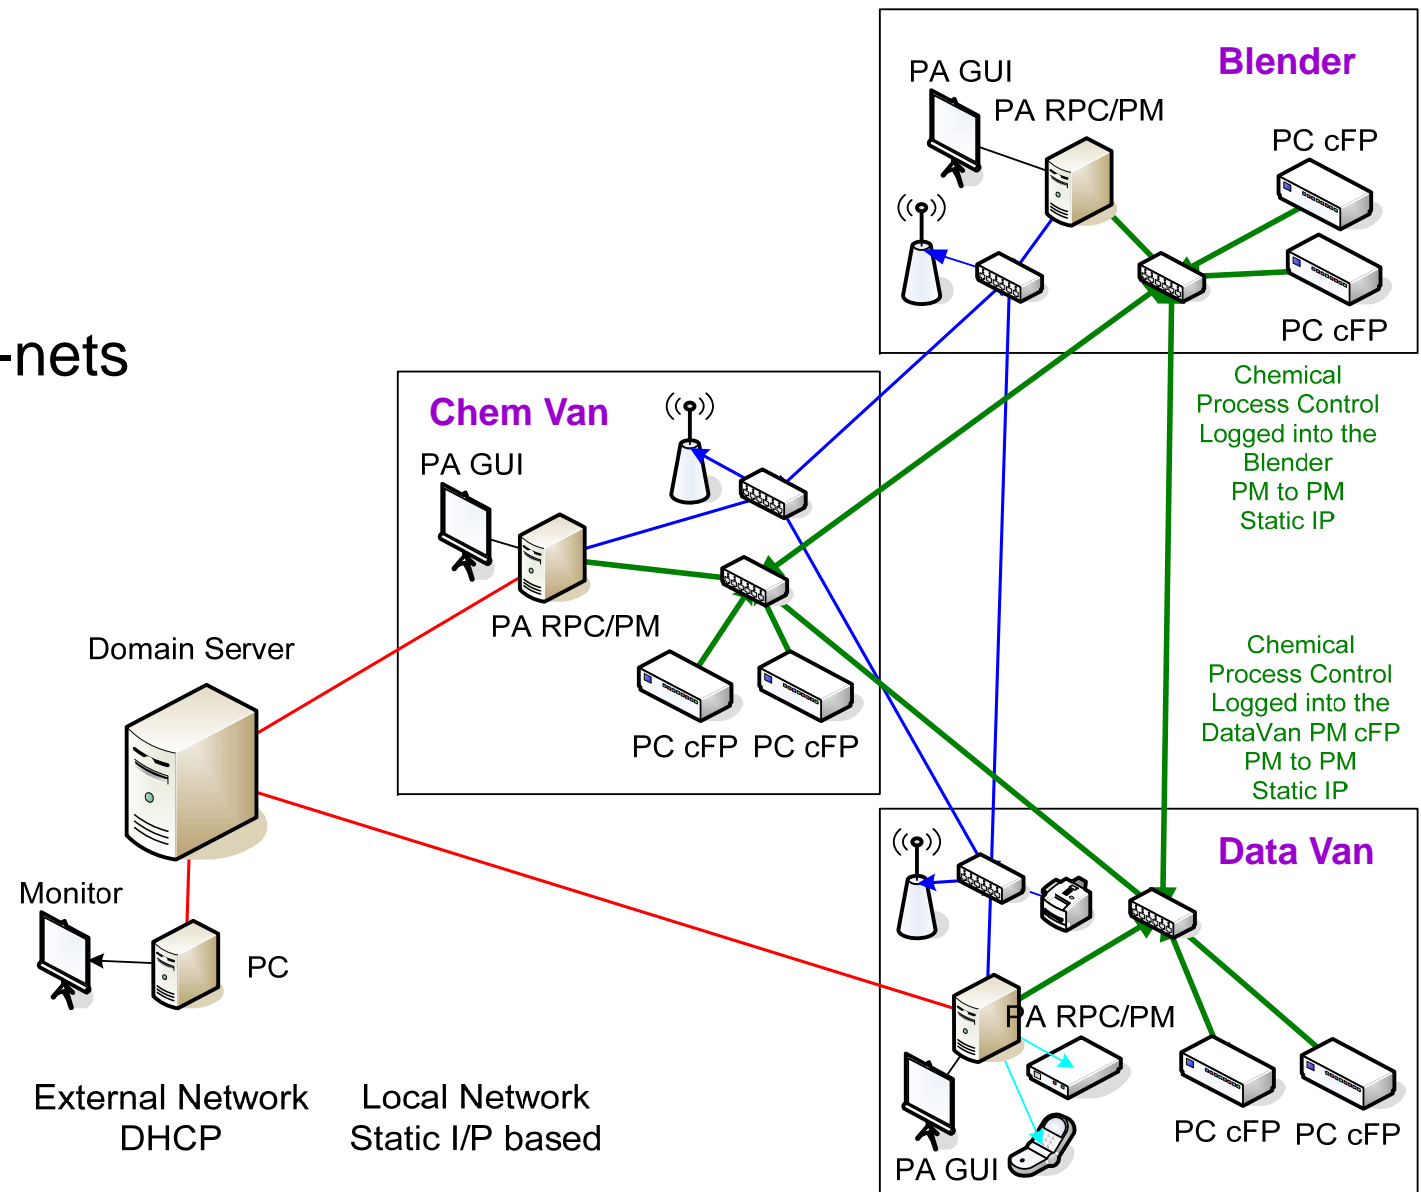 Blender
PA GUI
PA RPC/PM
PC cFP
PC cFP
-nets
Chem Van
PA GUI
PA RPC/PM
PC cFP PC cFP
Chemical
Process Control
Logged into the
Blender
PM to PM
Static IP
Domain Server
Chemical
Process Control
Logged into the
DataVan PM cFP
PM to PM
Static IP
Data Van
Monitor
PC
PA RPC/PM
PC cFP PC cFP
PA GUI
External Network
DHCP
Local Network
Static I/P based